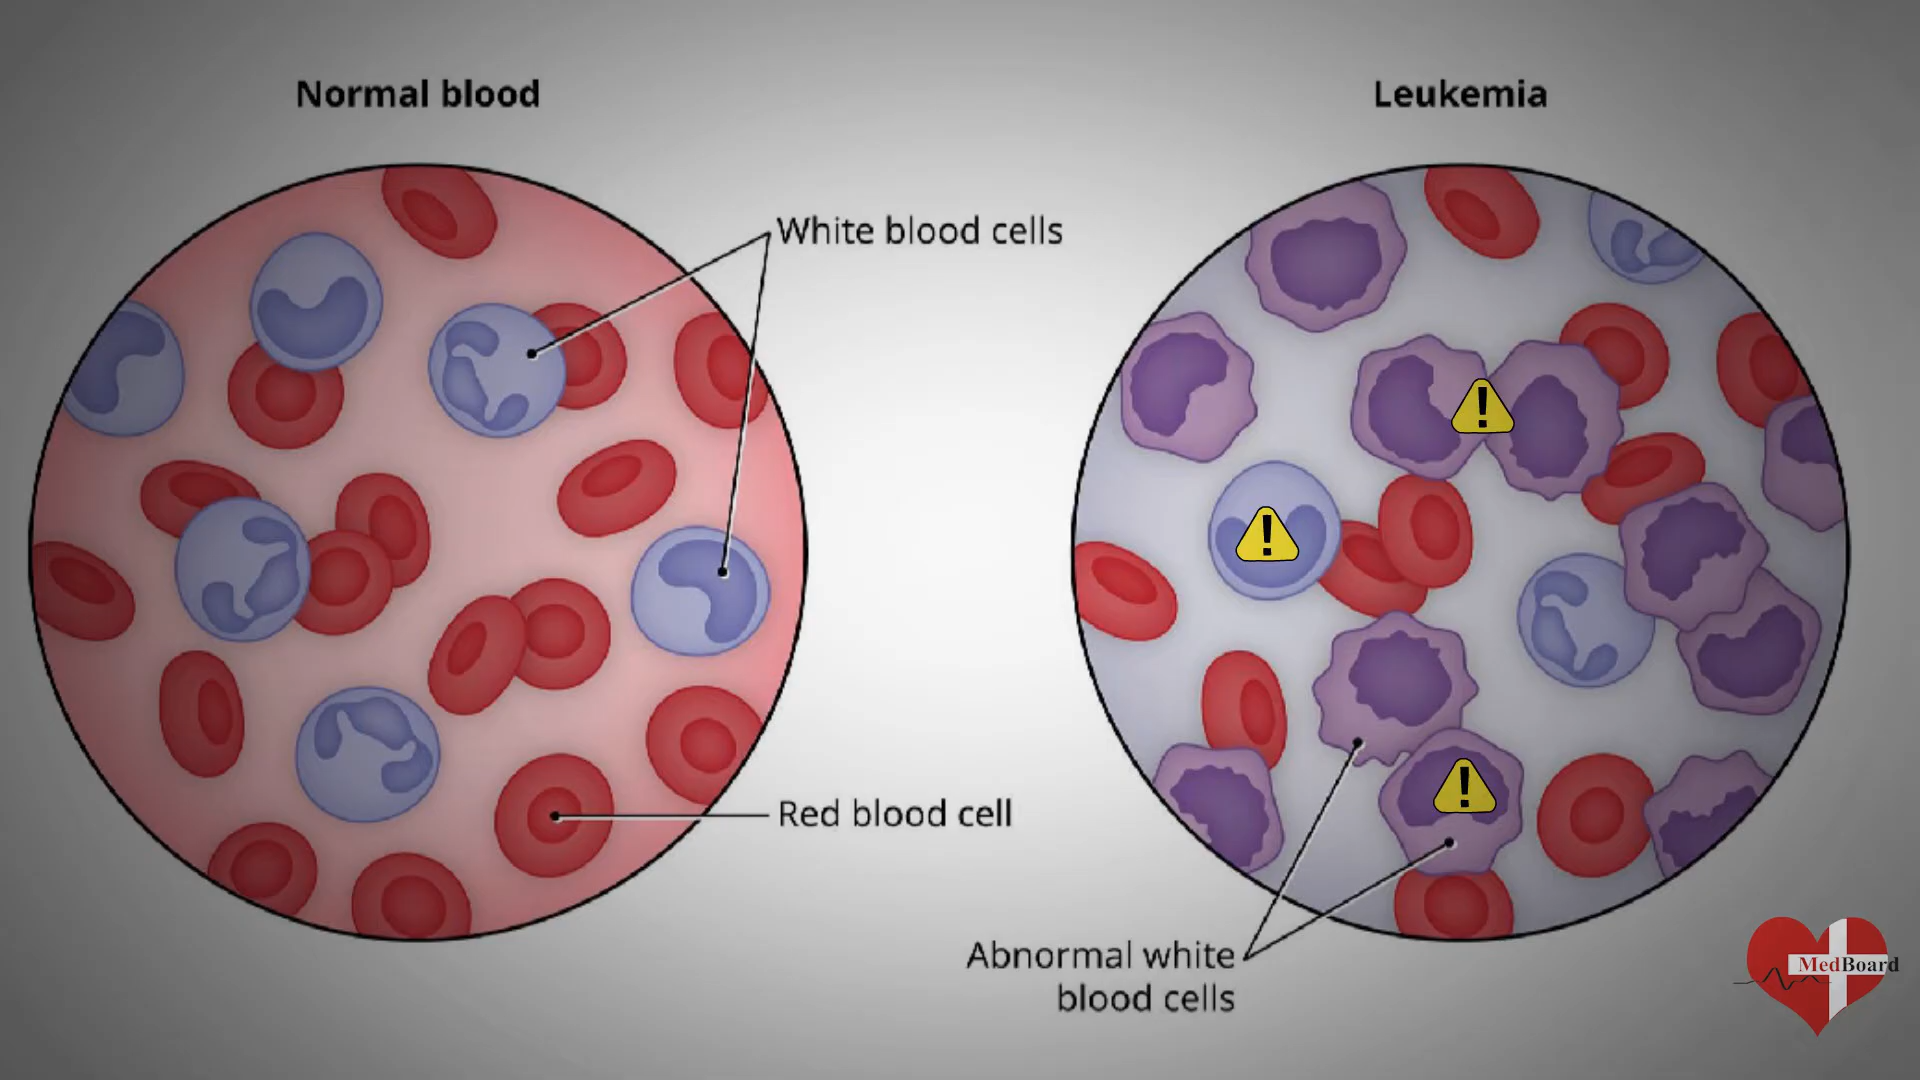 Normal blood
Leukemia
White blood cells
Red blood cell
Abnormal white
blood cells
MedBoard